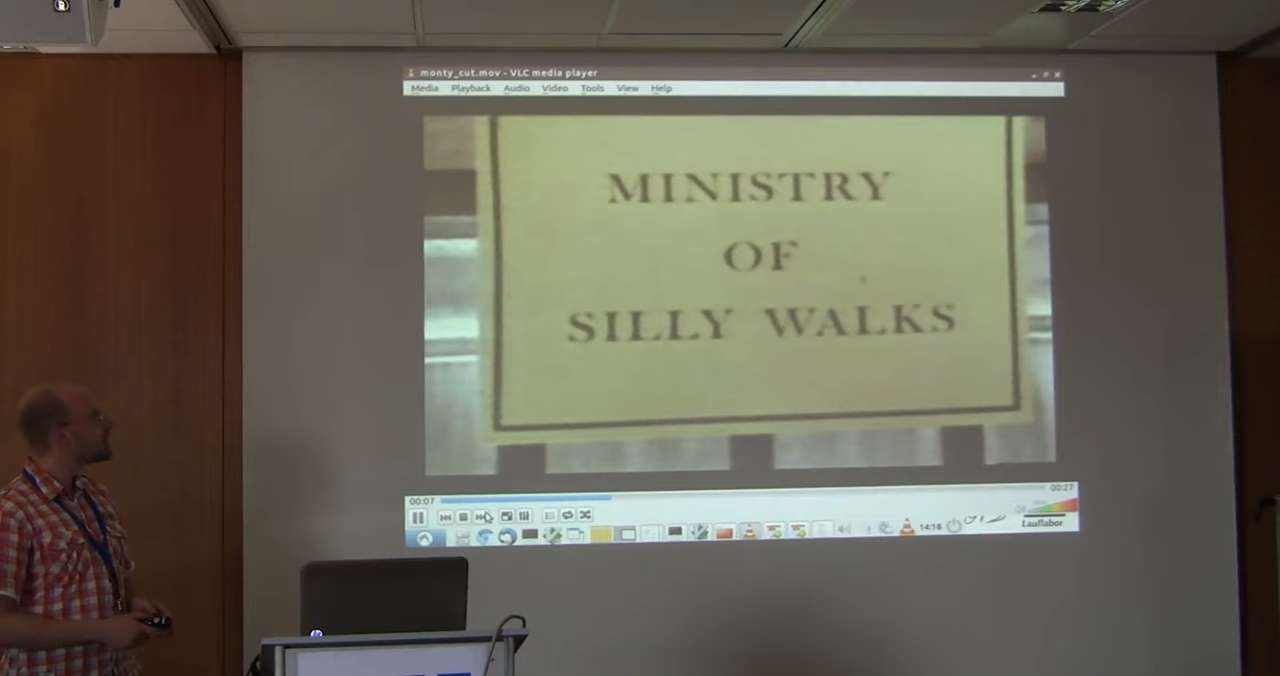 monty_cut.mov - VLC media player
Media Playback Audio Video Tools View Help
MINISTRY
OF
SILLY WALKS
00:07 00:27
14:18
Lauflabor
hp